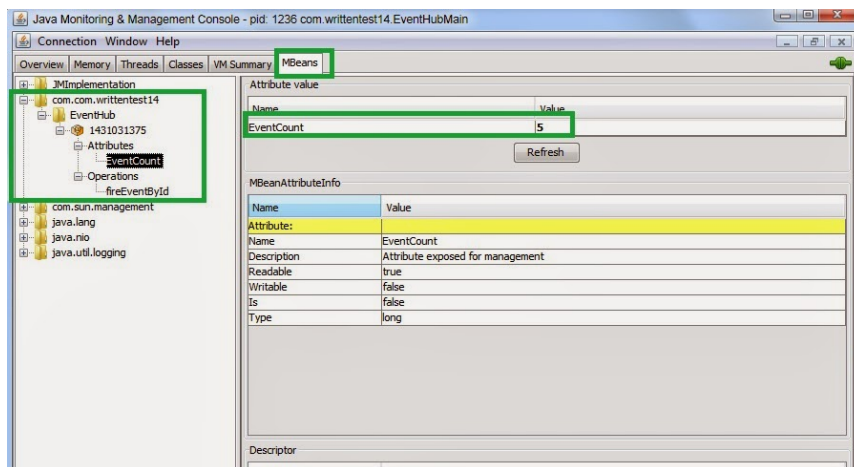 Java Monitoring & Management Console - pid: 1236 com.writtentest14.EventHubMain
Connection Window Help
Overview Memory Threads Classes VM Summary MBeans
JMImplementation
com.com.writtentest14
EventHub
1431031375
Attributes
EventCount
Operations
fireEventById
com.sun.management
java.lang
java.nio
java.util.logging
Attribute value
Name Value
EventCount 5
Refresh
MBeanAttributeInfo
Name Value
Attribute:
Name EventCount
Description Attribute exposed for management
Readable true
Writable false
Is false
Type long
Descriptor